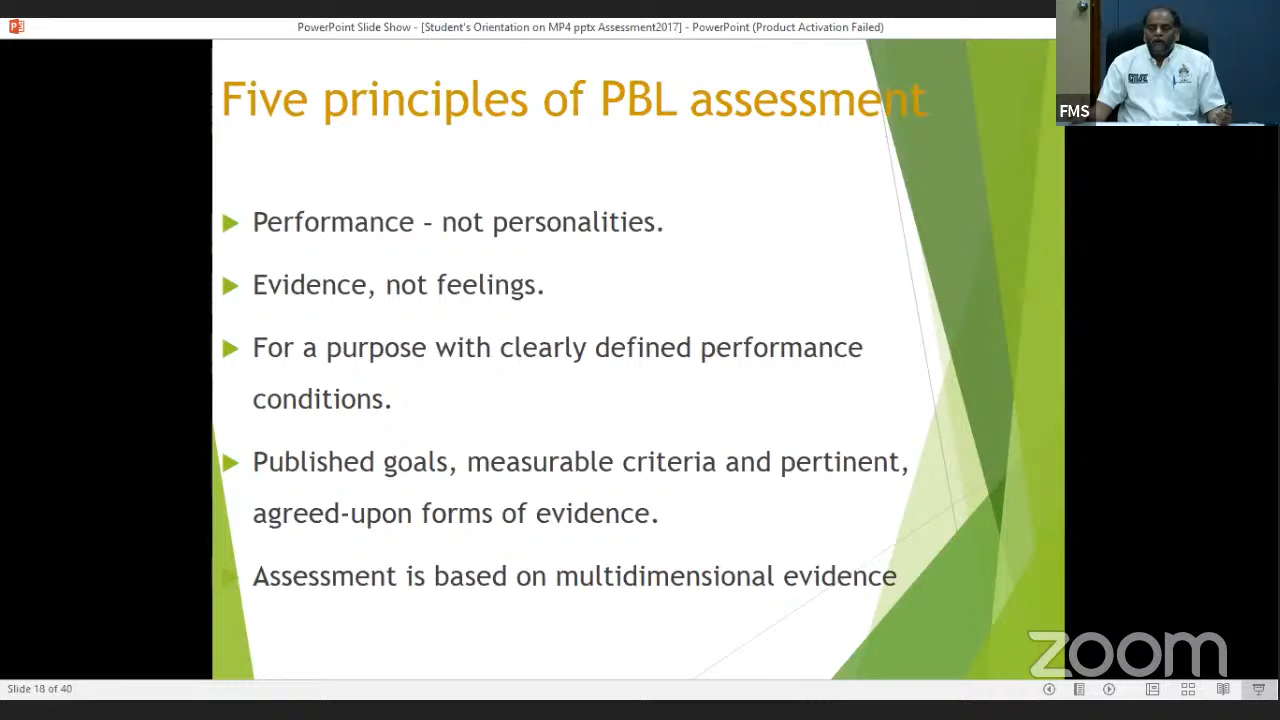 PowerPoint Slide Show - [Student's Orientation on MP4 pptx Assessment2017] - PowerPoint (Product Activation Failed)
Five principles of PBL assessment
FMS
Performance – not personalities.
Evidence, not feelings.
For a purpose with clearly defined performance
conditions.
Published goals, measurable criteria and pertinent,
agreed-upon forms of evidence.
Assessment is based on multidimensional evidence
zoom
Slide 18 of 40